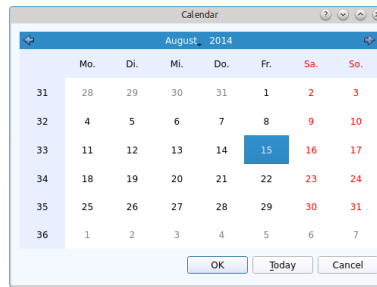 Calendar
August 2014
Mo. Di. Mi. Do. Fr. Sa. So.
31 28 29 30 31 1 2 3
32 4 5 6 7 8 9 10
33 11 12 13 14 15 16 17
34 18 19 20 21 22 23 24
35 25 26 27 28 29 30 31
36 1 2 3 4 5 6 7
OK Today Cancel